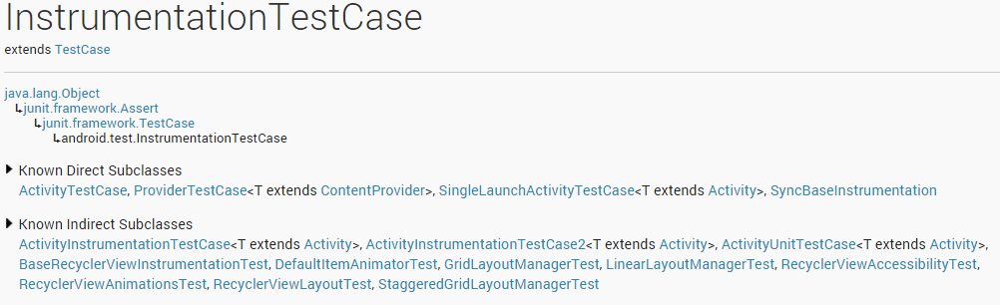 InstrumentationTestCase
extends TestCase
java.lang.Object
↳junit.framework.Assert
↳junit.framework.TestCase
↳android.test.InstrumentationTestCase
Known Direct Subclasses
ActivityTestCase, ProviderTestCase<T extends ContentProvider>, SingleLaunchActivityTestCase<T extends Activity>, SyncBaseInstrumentation
Known Indirect Subclasses
ActivityInstrumentationTestCase<T extends Activity>, ActivityInstrumentationTestCase2<T extends Activity>, ActivityUnitTestCase<T extends Activity>,
BaseRecyclerViewInstrumentationTest, DefaultItemAnimatorTest, GridLayoutManagerTest, LinearLayoutManagerTest, RecyclerViewAccessibilityTest,
RecyclerViewAnimationsTest, RecyclerViewLayoutTest, StaggeredGridLayoutManagerTest